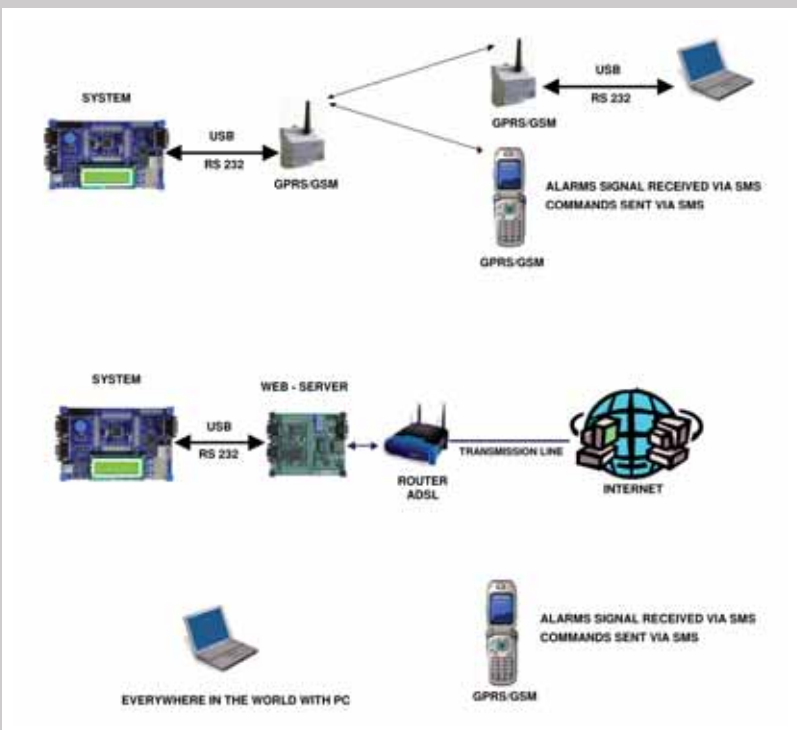 SYSTEM
USB
RS 232
GPRS/GSM
GPRS/GSM
USB
RS 232
ALARMS SIGNAL RECEIVED VIA SMS
COMMANDS SENT VIA SMS
GPRS/GSM
SYSTEM
USB
RS 232
WEB - SERVER
ROUTER
ADSL
TRANSMISSION LINE
INTERNET
EVERYWHERE IN THE WORLD WITH PC
ALARMS SIGNAL RECEIVED VIA SMS
COMMANDS SENT VIA SMS
GPRS/GSM